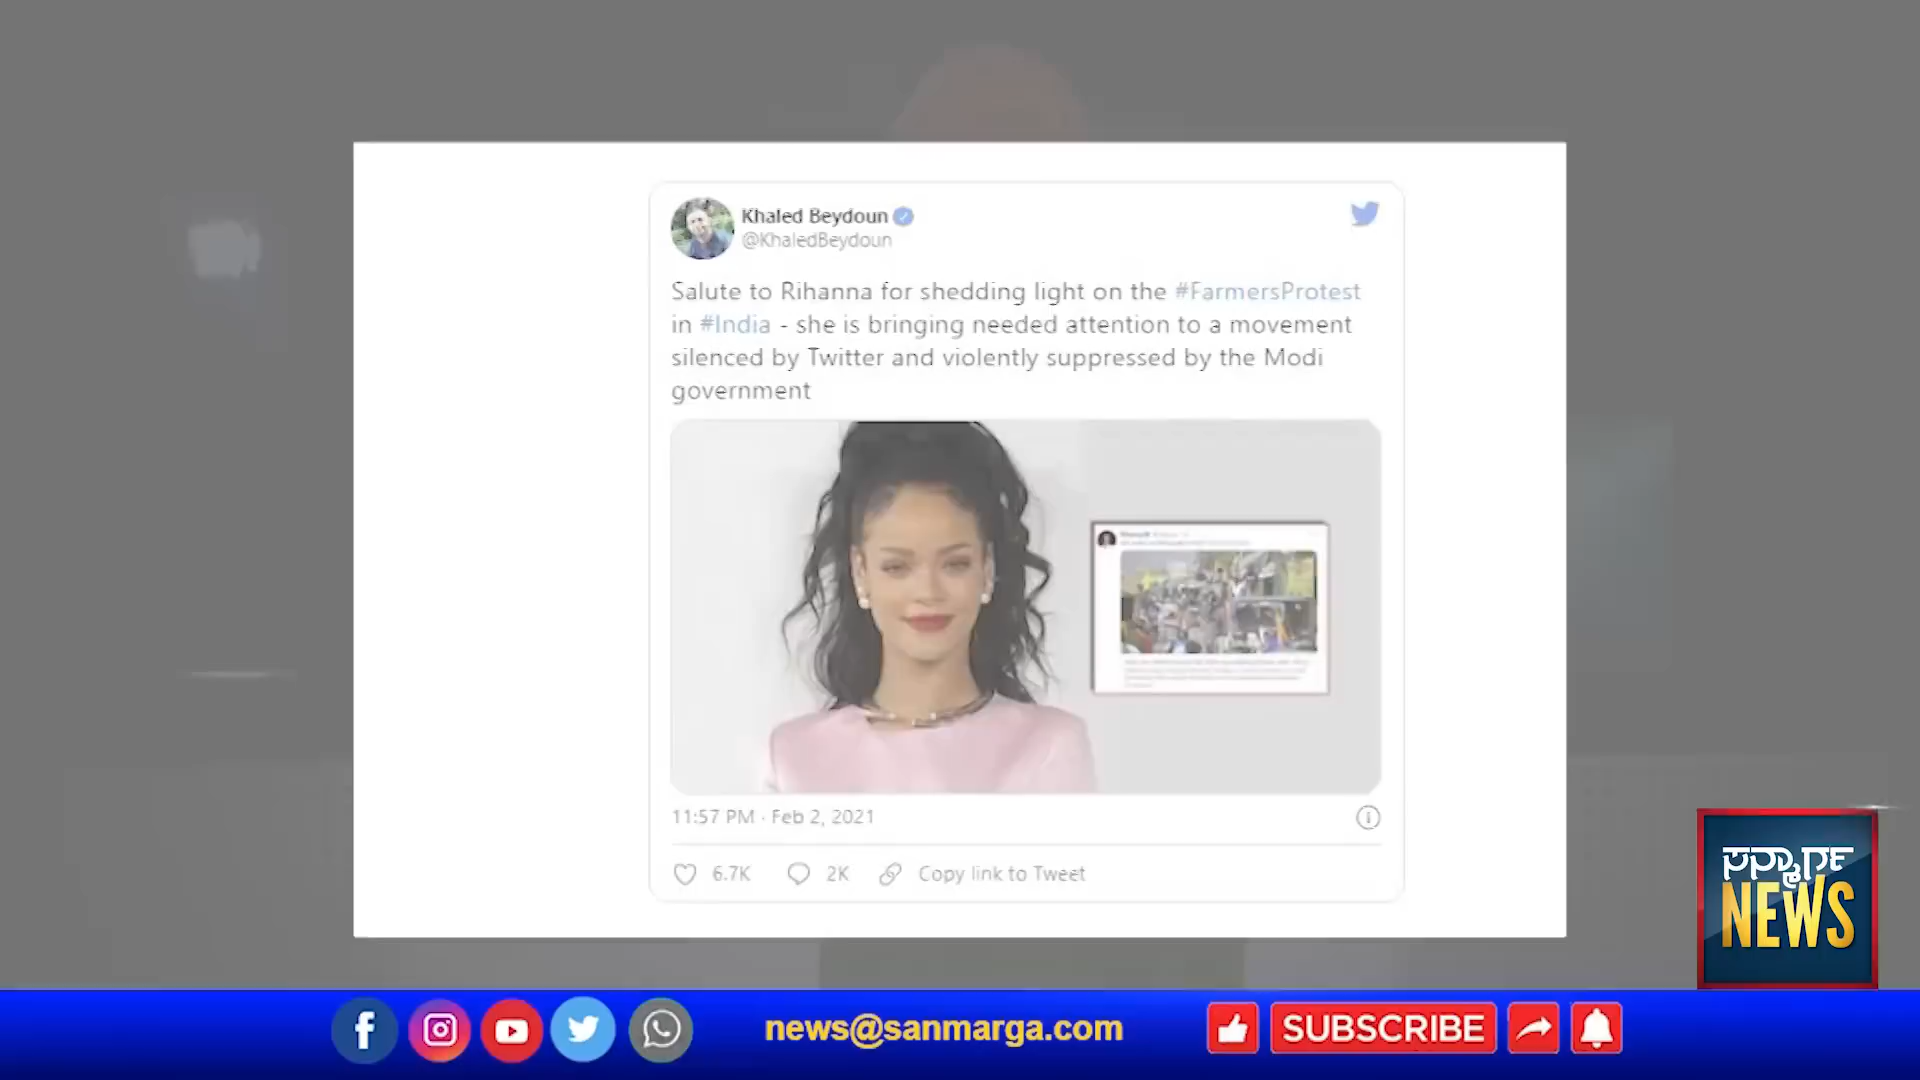 Khaled Beydoun
@KhaledBeydoun
Salute to Rihanna for shedding light on the #FarmersProtest
in #India - she is bringing needed attention to a movement
silenced by Twitter and violently suppressed by the Modi
government
11:57 PM · Feb 2, 2021
6.7K 2K Copy link to Tweet
ಸನ್ಮಾರ್ಗ
NEWS
news@sanmarga.com
SUBSCRIBE